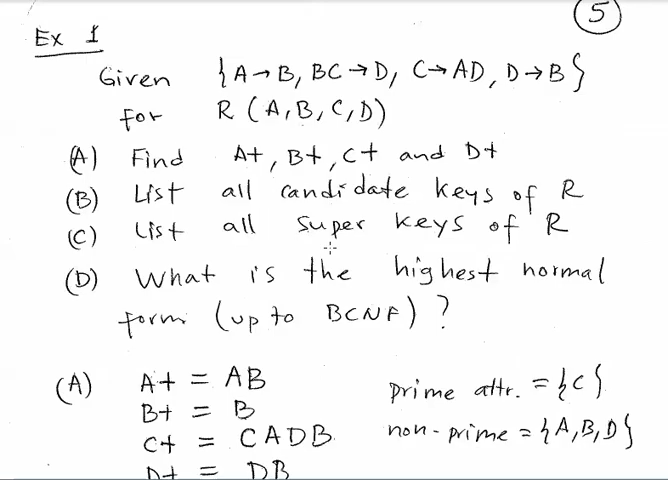 5
Ex 1
Given {A→B, BC→D, C→AD, D→B}
for R (A,B,C,D)
(A) Find A+, B+, C+ and D+
(B) List all candidate keys of R
(C) List all super keys of R
(D) What is the highest normal
form (up to BCNF) ?
(A) A+ = AB
B+ = B
C+ = CADB
D+ = DB
prime attr. = {C}
non-prime = {A,B,D}